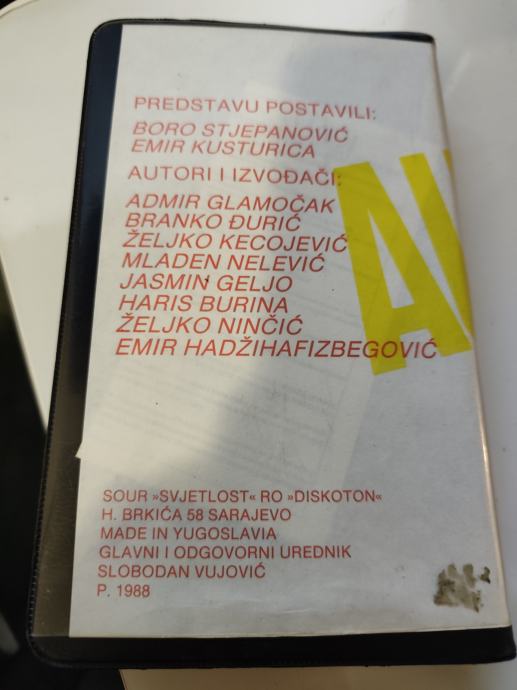 PREDSTAVU POSTAVILI:
BORO STJEPANOVIĆ
EMIR KUSTURICA
AUTORI I IZVOĐAČI:
ADMIR GLAMOČAK
BRANKO ĐURIĆ
ŽELJKO KECOJEVIĆ
MLADEN NELEVIĆ
JASMIN GELJO
HARIS BURINA
ŽELJKO NINČIĆ
EMIR HADŽIHAFIZBEGOVIĆ
SOUR »SVJETLOST« RO »DISKOTON«
H. BRKIĆA 58 SARAJEVO
MADE IN YUGOSLAVIA
GLAVNI I ODGOVORNI UREDNIK
SLOBODAN VUJOVIĆ
P. 1988